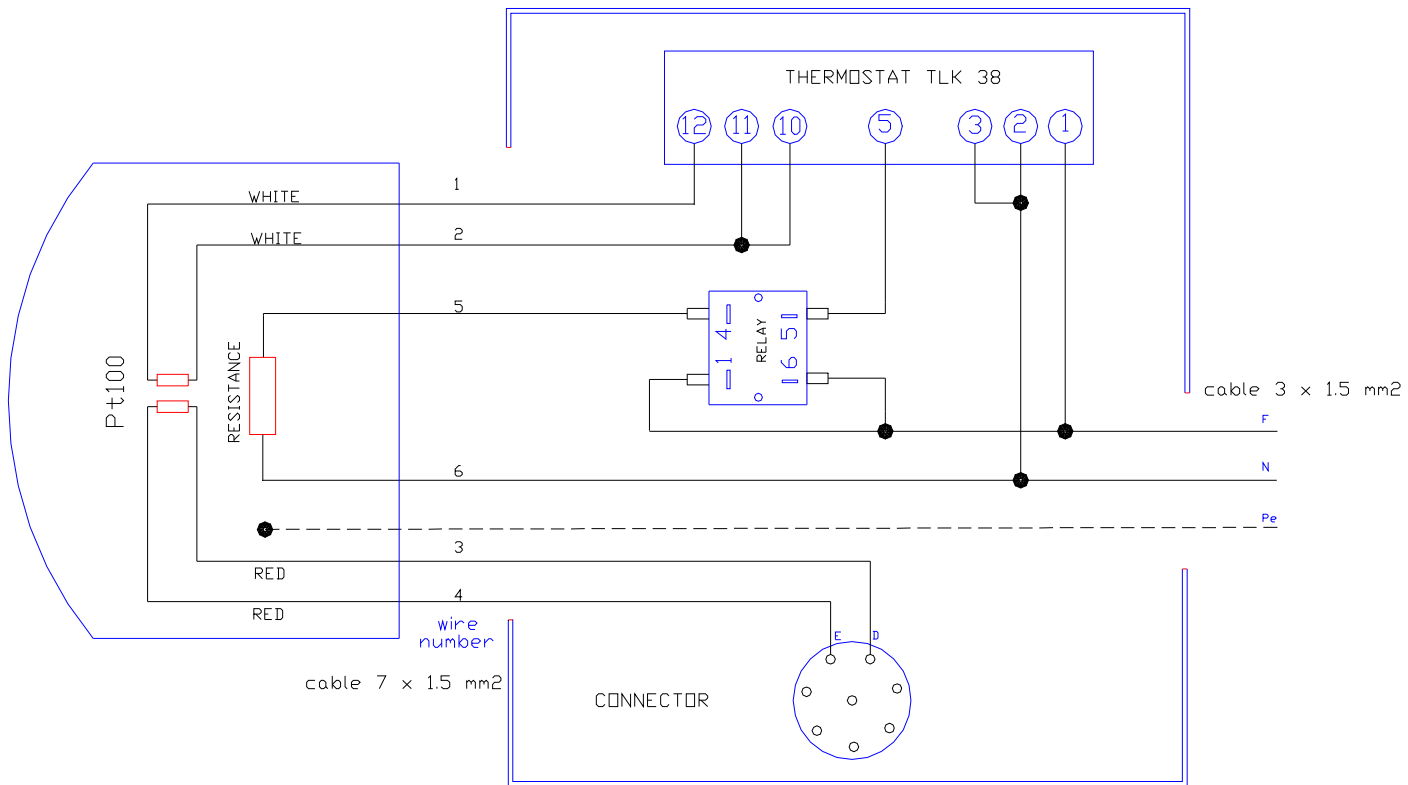 THERMOSTAT TLK 38
12 11 10 5 3 2 1
1
WHITE
2
WHITE
5
4 5
RELAY
1 6
Pt100
RESISTANCE
cable 3 x 1.5 mm2
F
6
N
Pe
3
RED
4
RED
wire
number
E D
cable 7 x 1.5 mm2
CONNECTOR